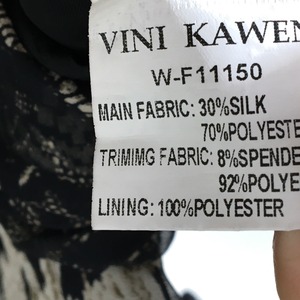 VINI KAWEN
W-F11150
MAIN FABRIC: 30%SILK
70%POLYESTE
TRIMIMG FABRIC: 8%SPENDE
92%POLYE
LINING: 100%POLYESTER